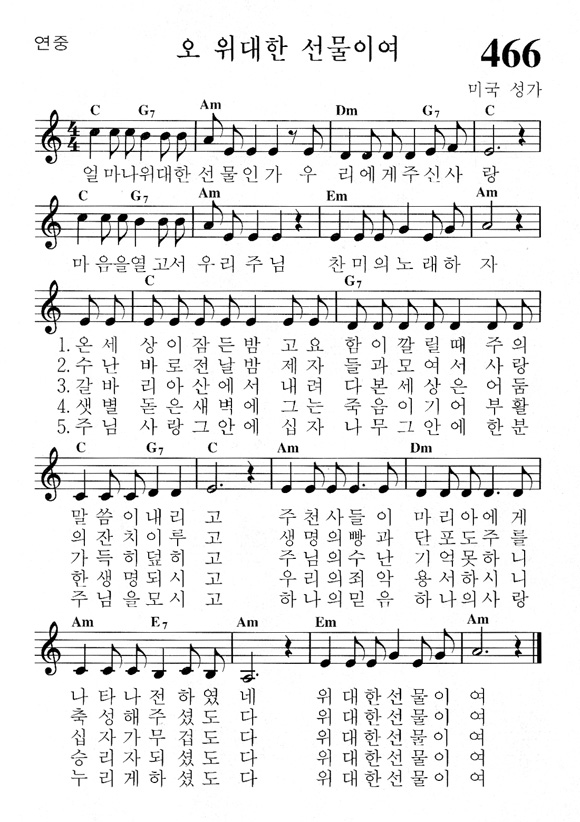 연중
오 위대한 선물이여
466
미국 성가
C G7 Am Dm G7 C
얼마나위대한 선물인가 우 리에게주신사 랑
C G7 Am Em Am
마음을열고서 우리주님 찬미의노래하 자
C G7
1.온 세 상이잠든밤 고요 함이깔릴때 주의
2.수 난 바로전날밤 제자 들과모여서 사랑
3.갈 바 리아산에서 내려 다본세상은 어둠
4.샛 별 돋은새벽에 그는 죽음이기어 부활
5.주 님 사랑그안에 십자 나무그안에 한분
C G7 C Am Dm
말씀이내리 고 주천사들이 마리아에게
의잔치이루 고 생명의빵과 단포도주를
가득히덮히 고 주님의수난 기억못하니
한생명되시 고 우리의죄악 용서하시니
주님을모시 고 하나의믿음 하나의사랑
Am E7 Am Em Am
나타나전하였 네 위대한선물이 여
축성해주셨도 다 위대한선물이 여
십자가무겁도 다 위대한선물이 여
승리자되셨도 다 위대한선물이 여
누리게하셨도 다 위대한선물이 여